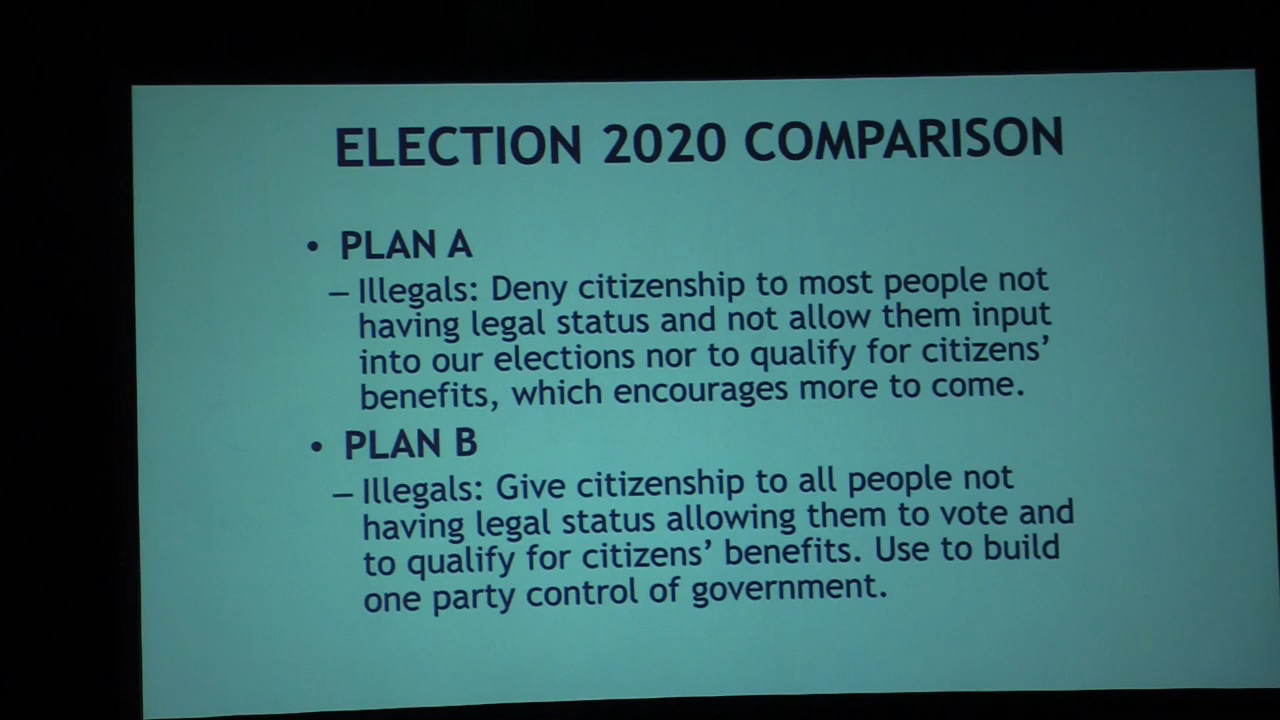 ELECTION 2020 COMPARISON
• PLAN A
– Illegals: Deny citizenship to most people not
having legal status and not allow them input
into our elections nor to qualify for citizens’
benefits, which encourages more to come.
• PLAN B
– Illegals: Give citizenship to all people not
having legal status allowing them to vote and
to qualify for citizens’ benefits. Use to build
one party control of government.